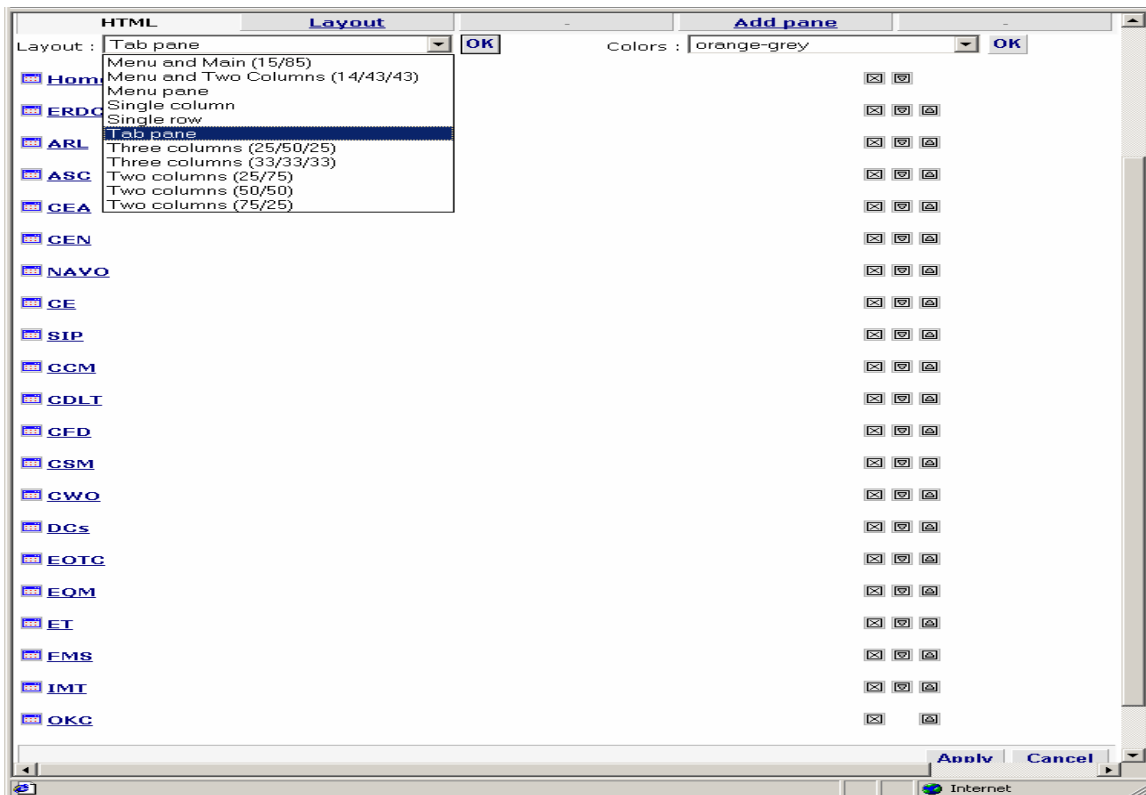 HTML Layout - Add pane -
Layout : Tab pane OK Colors : orange-grey OK
Menu and Main (15/85)
Menu and Two Columns (14/43/43)
Menu pane
Single column
Single row
Tab pane
Three columns (25/50/25)
Three columns (33/33/33)
Two columns (25/75)
Two columns (50/50)
Two columns (75/25)
Hom
ERDC
ARL
ASC
CEA
CEN
NAVO
CE
SIP
CCM
CDLT
CFD
CSM
CWO
DCs
EOTC
EQM
ET
FMS
IMT
OKC
Apply Cancel
Internet